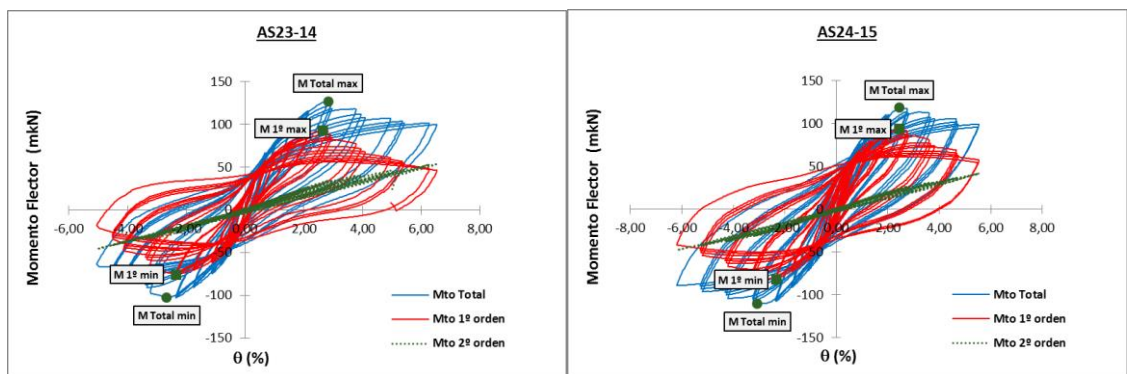 AS23-14
150
M Total max
100
M 1º max
50
0
-6,00 -4,00 -2,00 0,00 2,00 4,00 6,00 8,00
-50
M 1º min
-100
M Total min
-150
Momento Flector (mkN)
θ (%)
Mto Total
Mto 1º orden
Mto 2º orden
AS24-15
150
M Total max
100
M 1º max
50
0
-8,00 -6,00 -4,00 -2,00 0,00 2,00 4,00 6,00 8,00
-50
M 1º min
-100
M Total min
-150
Momento Flector (mkN)
θ (%)
Mto Total
Mto 1º orden
Mto 2º orden